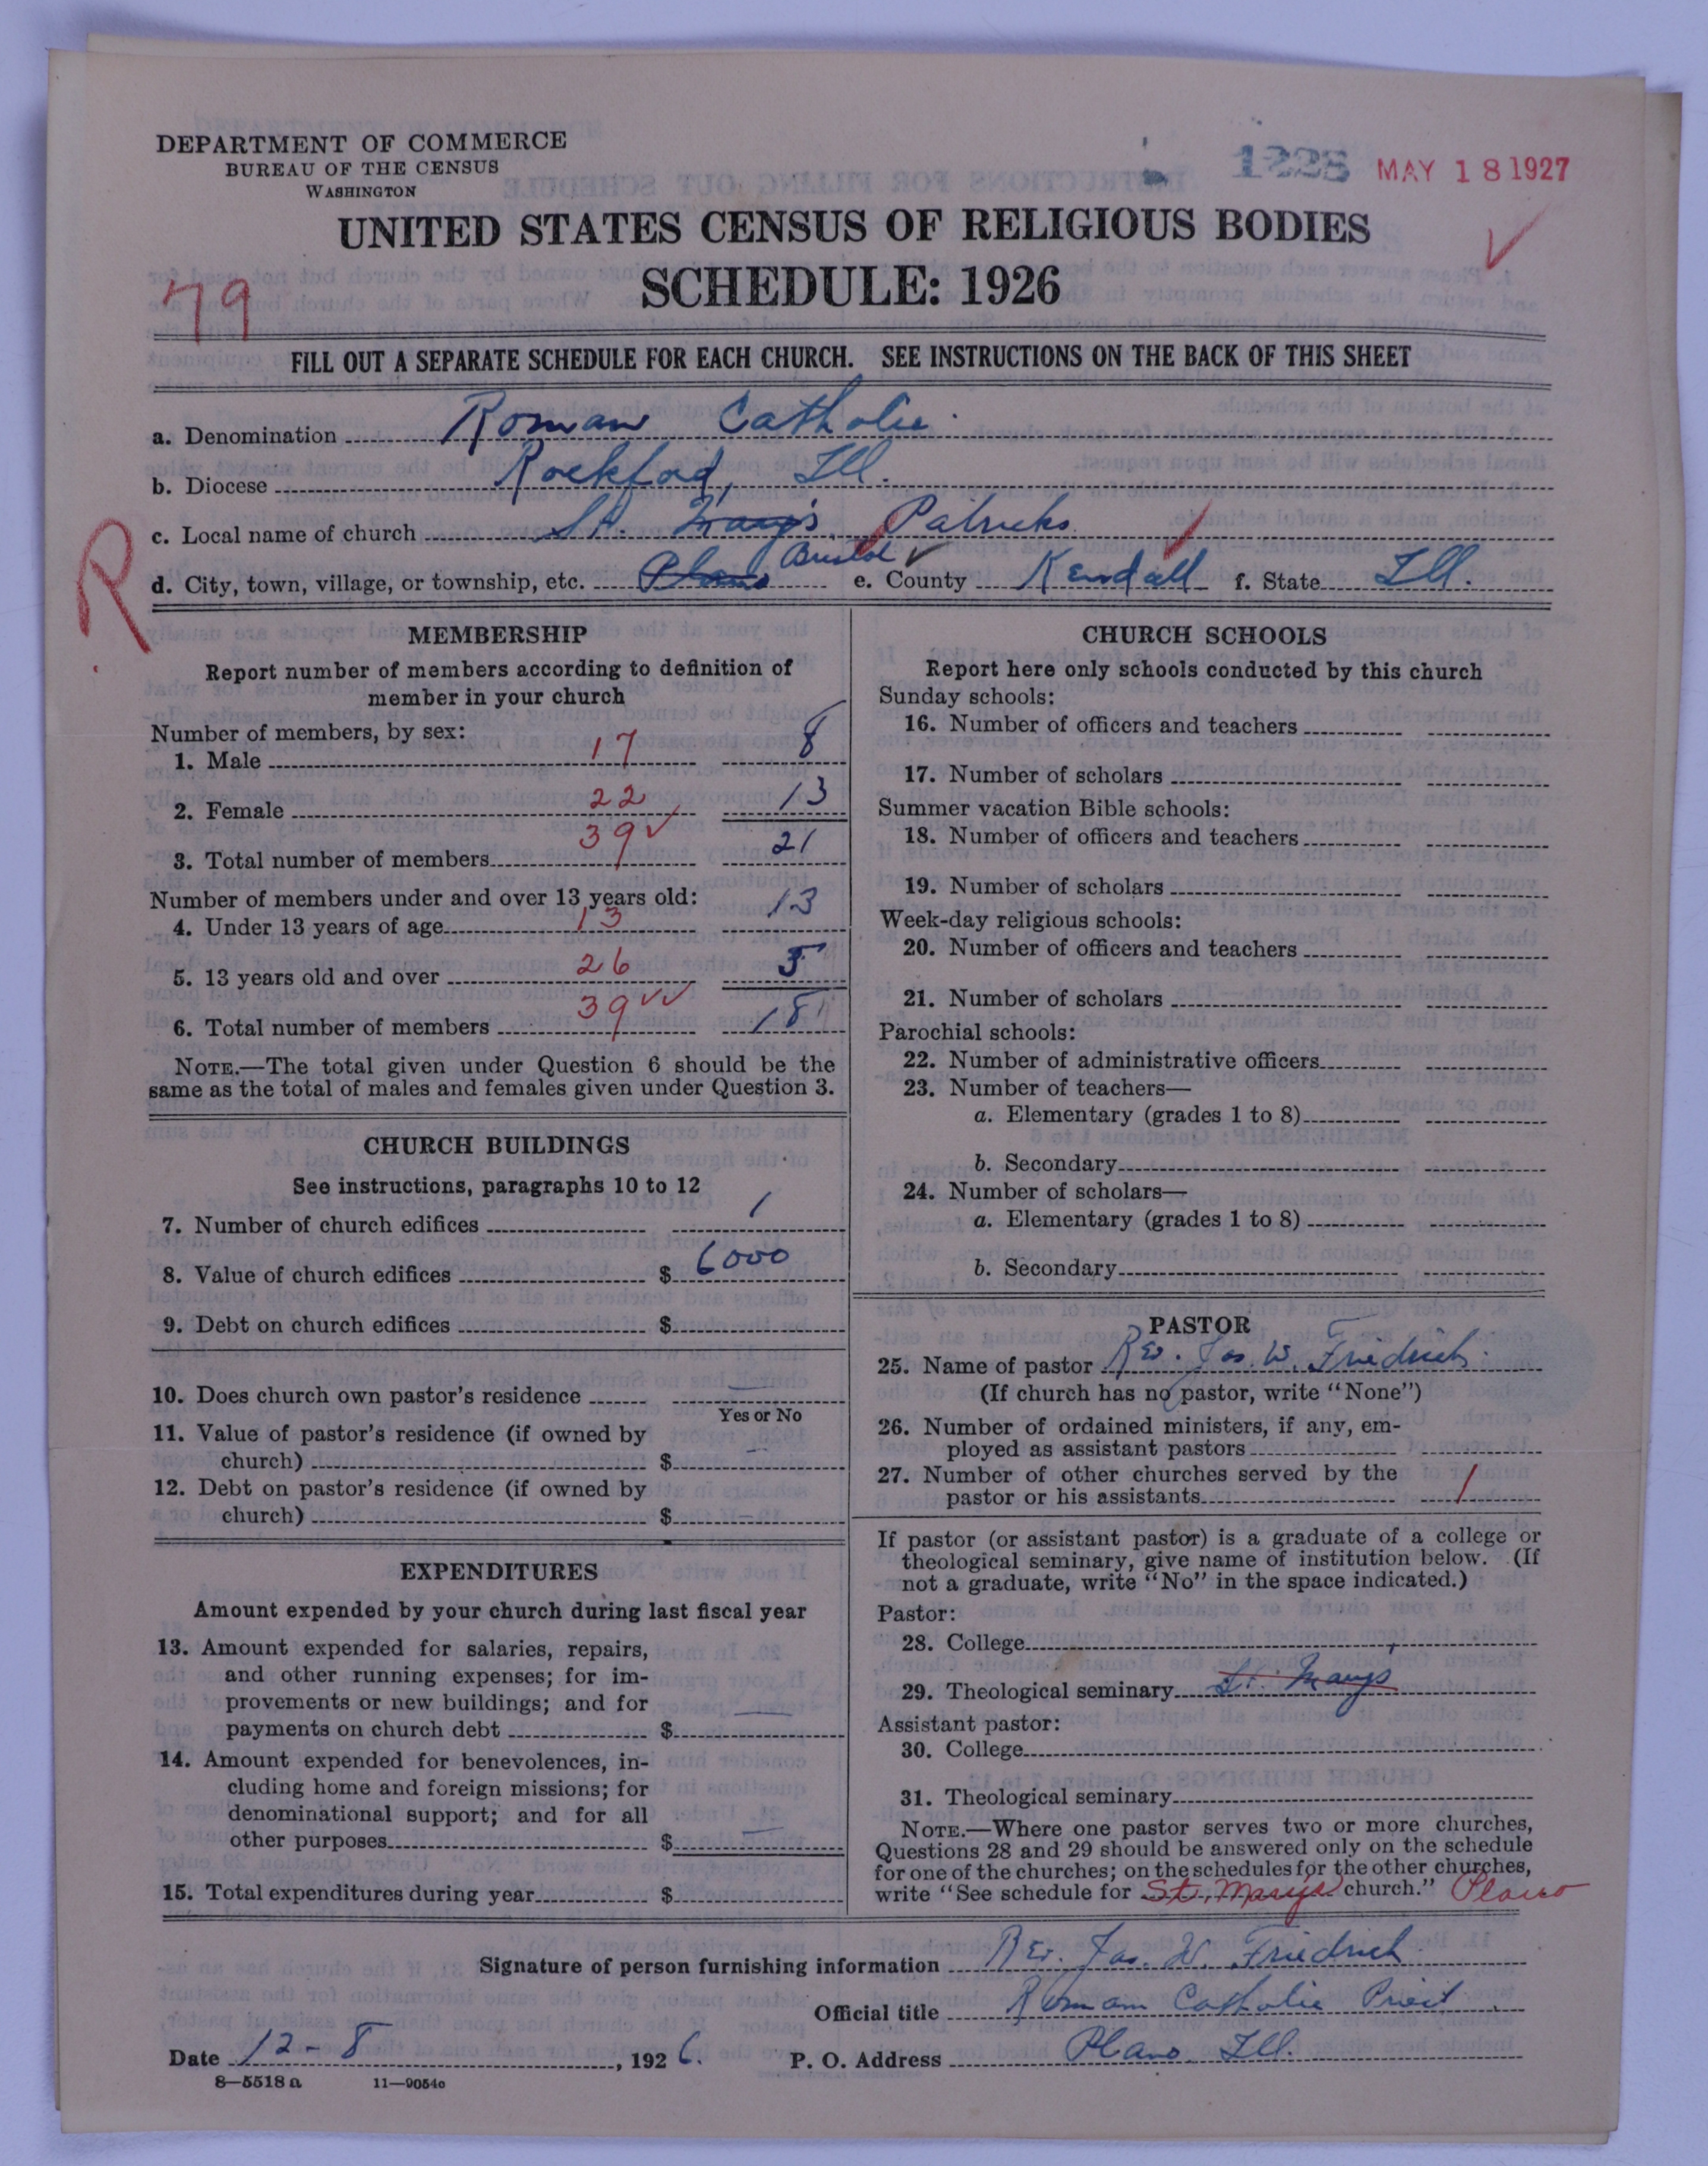 DEPARTMENT OF COMMERCE
BUREAU OF THE CENSUS
WASHINGTON
1228 MAY 18 1927
UNITED STATES CENSUS OF RELIGIOUS BODIES
SCHEDULE: 1926
79
FILL OUT A SEPARATE SCHEDULE FOR EACH CHURCH. SEE INSTRUCTIONS ON THE BACK OF THIS SHEET
a. Denomination Roman Catholic
b. Diocese Rockford, Ill.
R
c. Local name of church St. Mary's Patricks
d. City, town, village, or township, etc. Plano Bristol e. County Kendall f. State Ill.
MEMBERSHIP
Report number of members according to definition of
member in your church
Number of members, by sex:
1. Male 17 8
2. Female 22 13
3. Total number of members 39 ✓ 21
Number of members under and over 13 years old:
4. Under 13 years of age 13 13
5. 13 years old and over 26 5
6. Total number of members 39 ✓✓ 18
NOTE.—The total given under Question 6 should be the
same as the total of males and females given under Question 3.
CHURCH BUILDINGS
See instructions, paragraphs 10 to 12
7. Number of church edifices 1
8. Value of church edifices $ 6000
9. Debt on church edifices $
10. Does church own pastor's residence —
Yes or No
11. Value of pastor's residence (if owned by
church) $ —
12. Debt on pastor's residence (if owned by
church) $
EXPENDITURES
Amount expended by your church during last fiscal year
13. Amount expended for salaries, repairs,
and other running expenses; for im-
provements or new buildings; and for
payments on church debt $ —
14. Amount expended for benevolences, in-
cluding home and foreign missions; for
denominational support; and for all
other purposes $ —
15. Total expenditures during year $
CHURCH SCHOOLS
Report here only schools conducted by this church
Sunday schools:
16. Number of officers and teachers
17. Number of scholars
Summer vacation Bible schools:
18. Number of officers and teachers
19. Number of scholars
Week-day religious schools:
20. Number of officers and teachers
21. Number of scholars
Parochial schools:
22. Number of administrative officers
23. Number of teachers—
a. Elementary (grades 1 to 8)
b. Secondary
24. Number of scholars—
a. Elementary (grades 1 to 8)
b. Secondary
PASTOR
25. Name of pastor Rev. Jas. W. Friedrich.
(If church has no pastor, write "None")
26. Number of ordained ministers, if any, em-
ployed as assistant pastors
27. Number of other churches served by the
pastor or his assistants 1
If pastor (or assistant pastor) is a graduate of a college or
theological seminary, give name of institution below. (If
not a graduate, write "No" in the space indicated.)
Pastor:
28. College
29. Theological seminary St. Marys
Assistant pastor:
30. College
31. Theological seminary
NOTE.—Where one pastor serves two or more churches,
Questions 28 and 29 should be answered only on the schedule
for one of the churches; on the schedules for the other churches,
write "See schedule for St. Mary's church." Plano
Signature of person furnishing information Rev. Jas. W. Friedrich
Official title Roman Catholic Priest
Date 12-8, 1926. P. O. Address Plano Ill.
8—5518 a 11—9054o